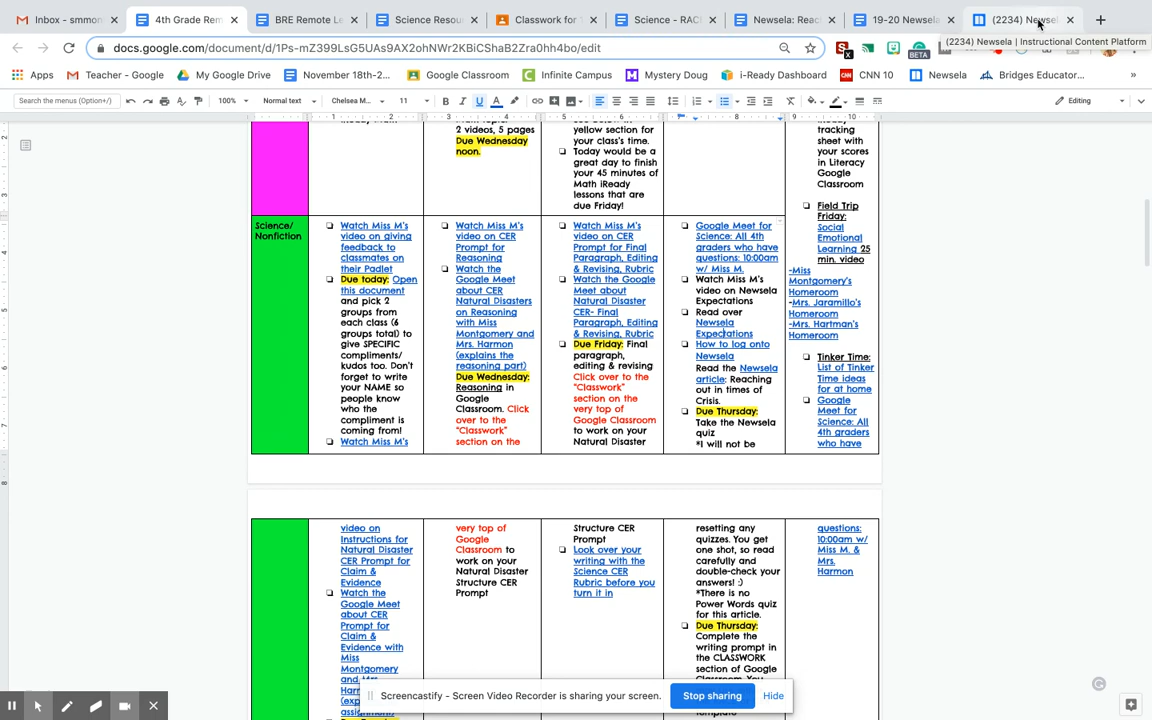 Inbox - smmon
4th Grade Rem
BRE Remote Le
Science Resou
Classwork for
Science - RAC
Newsela: Reac
19-20 Newsel
(2234) Newsel
docs.google.com/document/d/1Ps-mZ399LsG5UAs9AX2ohNWr2KBiCShaB2Zra0hh4bo/edit
BETA
(2234) Newsela | Instructional Content Platform
Apps
Teacher - Google
My Google Drive
November 18th-2...
Google Classroom
Infinite Campus
Mystery Doug
i-Ready Dashboard
CNN 10
Newsela
Bridges Educator...
»
Search the menus (Option+/)
100%
Normal text
Chelsea M...
11
Editing
2 videos, 5 pages
Due Wednesday
noon.
yellow section for
your class's time.
Today would be a
great day to finish
your 45 minutes of
Math iReady
lessons that are
due Friday!
tracking
sheet with
your scores
in Literacy
Google
Classroom
Field Trip
Friday:
Social
Emotional
Learning 25
min. video
-Miss
Montgomery's
Homeroom
-Mrs. Jaramillo's
Homeroom
-Mrs. Hartman's
Homeroom
Tinker Time:
List of Tinker
Time ideas
for at home
Google
Meet for
Science: All
4th graders
who have
Science/
Nonfiction
Watch Miss M's
video on giving
feedback to
classmates on
their Padlet
Due today: Open
this document
and pick 2
groups from
each class (6
groups total) to
give SPECIFIC
compliments/
kudos too. Don't
forget to write
your NAME so
people know
who the
compliment is
coming from!
Watch Miss M's
Watch Miss M's
video on CER
Prompt for
Reasoning
Watch the
Google Meet
about CER
Natural Disasters
on Reasoning
with Miss
Montgomery and
Mrs. Harmon
(explains the
reasoning part)
Due Wednesday:
Reasoning in
Google
Classroom. Click
over to the
"Classwork"
section on the
Watch Miss M's
video on CER
Prompt for Final
Paragraph, Editing
& Revising, Rubric
Watch the Google
Meet about
Natural Disaster
CER- Final
Paragraph, Editing
& Revising, Rubric
Due Friday: Final
paragraph,
editing & revising
Click over to the
"Classwork"
section on the
very top of
Google Classroom
to work on your
Natural Disaster
Google Meet for
Science: All 4th
graders who have
questions: 10:00am
w/ Miss M.
Watch Miss M's
video on Newsela
Expectations
Read over
Newsela
Expectations
How to log onto
Newsela
Read the Newsela
article: Reaching
out in times of
Crisis.
Due Thursday:
Take the Newsela
quiz
*I will not be
video on
Instructions for
Natural Disaster
CER Prompt for
Claim &
Evidence
Watch the
Google Meet
about CER
Prompt for
Claim &
Evidence with
Miss
Montgomery
and Mrs.
very top of
Google
Classroom to
work on your
Natural Disaster
Structure CER
Prompt
Structure CER
Prompt
Look over your
writing with the
Science CER
Rubric before you
turn it in
resetting any
quizzes. You get
one shot, so read
carefully and
double-check your
answers! :)
*There is no
Power Words quiz
for this article.
Due Thursday:
Complete the
writing prompt in
the CLASSWORK
section of Google
questions:
10:00am w/
Miss M. &
Mrs.
Harmon
Screencastify - Screen Video Recorder is sharing your screen.
Stop sharing
Hide